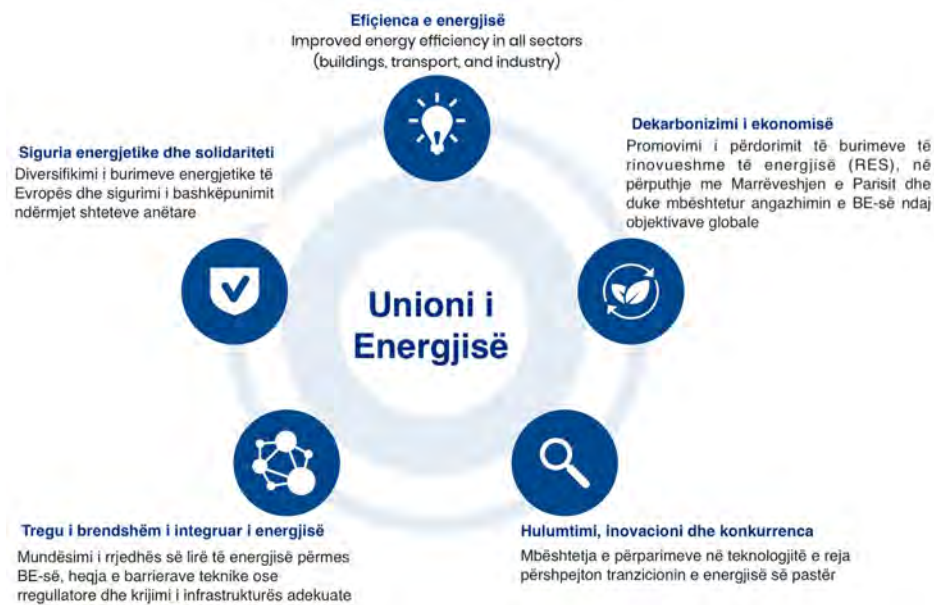 Efiçienca e energjisë
Improved energy efficiency in all sectors
(buildings, transport, and industry)
Dekarbonizimi i ekonomisë
Promovimi i përdorimit të burimeve të
rinovueshme të energjisë (RES), në
përputhje me Marrëveshjen e Parisit dhe
duke mbështetur angazhimin e BE-së ndaj
objektivave globale
Siguria energjetike dhe solidariteti
Diversifikimi i burimeve energjetike të
Evropës dhe sigurimi i bashkëpunimit
ndërmjet shteteve anëtare
Unioni i
Energjisë
Tregu i brendshëm i integruar i energjisë
Mundësimi i rrjedhës së lirë të energjisë përmes
BE-së, heqja e barrierave teknike ose
rregullatore dhe krijimi i infrastrukturës adekuate
Hulumtimi, inovacioni dhe konkurrenca
Mbështetja e përparimeve në teknologjitë e reja
përshpejton tranzicionin e energjisë së pastër